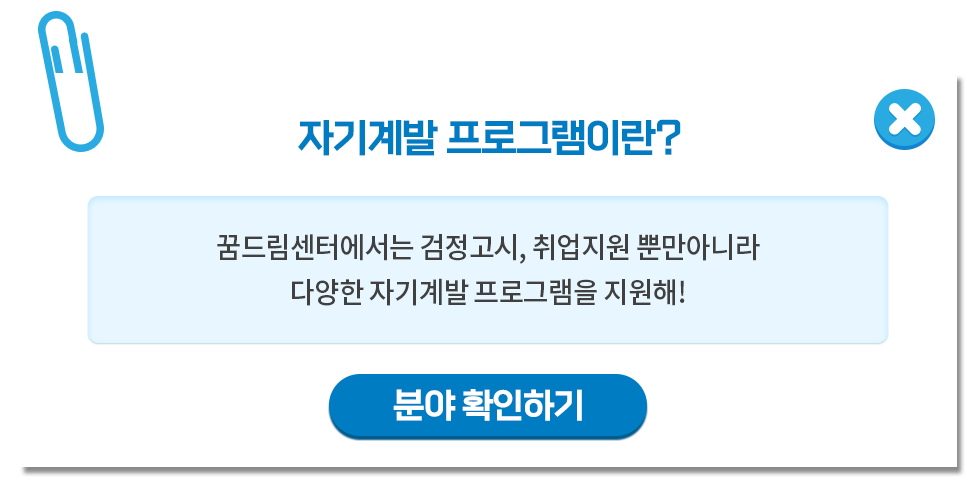 자기계발 프로그램이란?
꿈드림센터에서는 검정고시, 취업지원 뿐만아니라
다양한 자기계발 프로그램을 지원해!
분야 확인하기